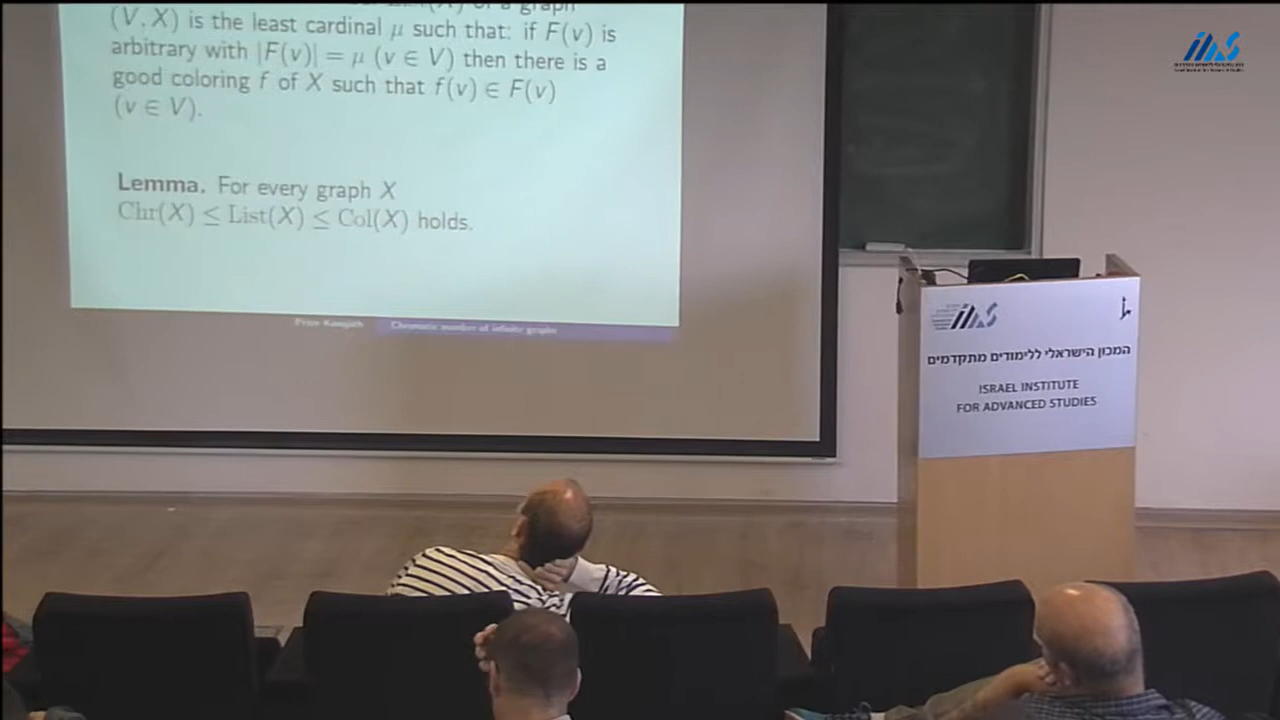 of a graph
(V, X) is the least cardinal μ such that: if F(v) is
arbitrary with |F(v)| = μ (v ∈ V) then there is a
good coloring f of X such that f(v) ∈ F(v)
(v ∈ V).
Lemma. For every graph X
Chr(X) ≤ List(X) ≤ Col(X) holds.
Chromatic number of infinite graphs
המכון הישראלי ללימודים מתקדמים
ISRAEL INSTITUTE
FOR ADVANCED STUDIES